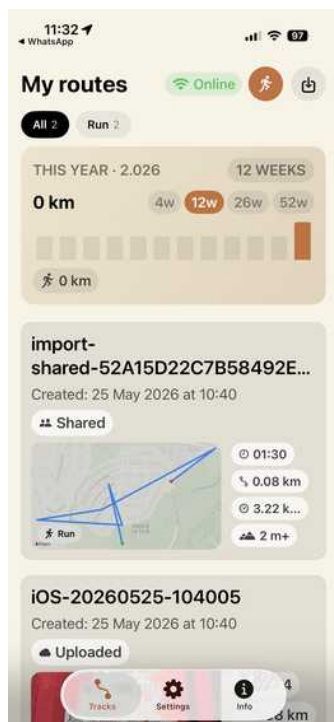 11:32
97
◄ WhatsApp
My routes
Online
All 2
Run 2
THIS YEAR · 2.026
12 WEEKS
0 km
4w
12w
26w
52w
0 km
import-
shared-52A15D22C7B58492E...
Created: 25 May 2026 at 10:40
Shared
01:30
0.08 km
3.22 k...
2 m+
Run
iOS-20260525-104005
Created: 25 May 2026 at 10:40
Uploaded
Tracks
Settings
Info